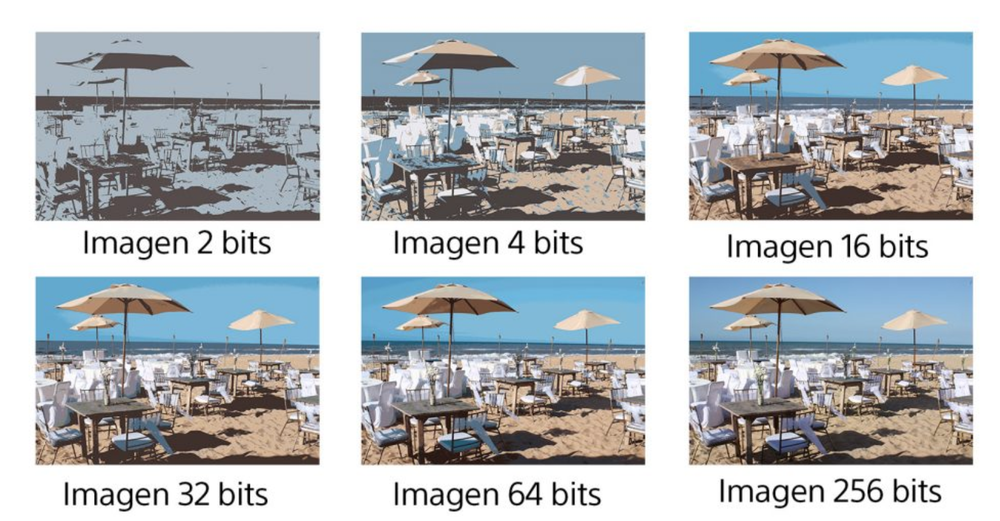 Imagen 2 bits
Imagen 4 bits
Imagen 16 bits
Imagen 32 bits
Imagen 64 bits
Imagen 256 bits